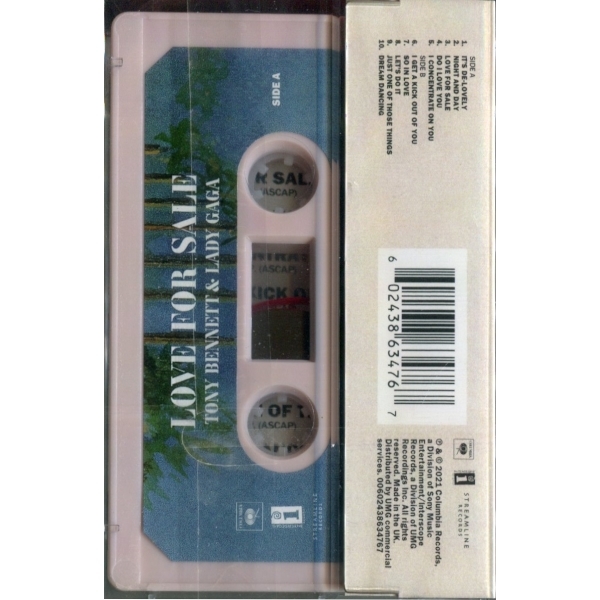 LOVE FOR SALE
TONY BENNETT & LADY GAGA
SIDE A
R SAL
(ASCAP)
(ASCAP)
KICK O
OF
(ASCAP)
SIDE A
1. IT'S DE-LOVELY
2. NIGHT AND DAY
3. LOVE FOR SALE
4. DO I LOVE YOU
5. I CONCENTRATE ON YOU
SIDE B
6. I GET A KICK OUT OF YOU
7. SO IN LOVE
8. LET'S DO IT
9. JUST ONE OF THOSE THINGS
10. DREAM DANCING
6 02438 63476 7
STREAMLINE
RECORDS
℗ & © 2021 Columbia Records,
a Division of Sony Music
Entertainment/Interscope
Records, a Division of UMG
Recordings Inc. All rights
reserved. Made in the UK.
Distributed by UMG commercial
services. 00602438634767